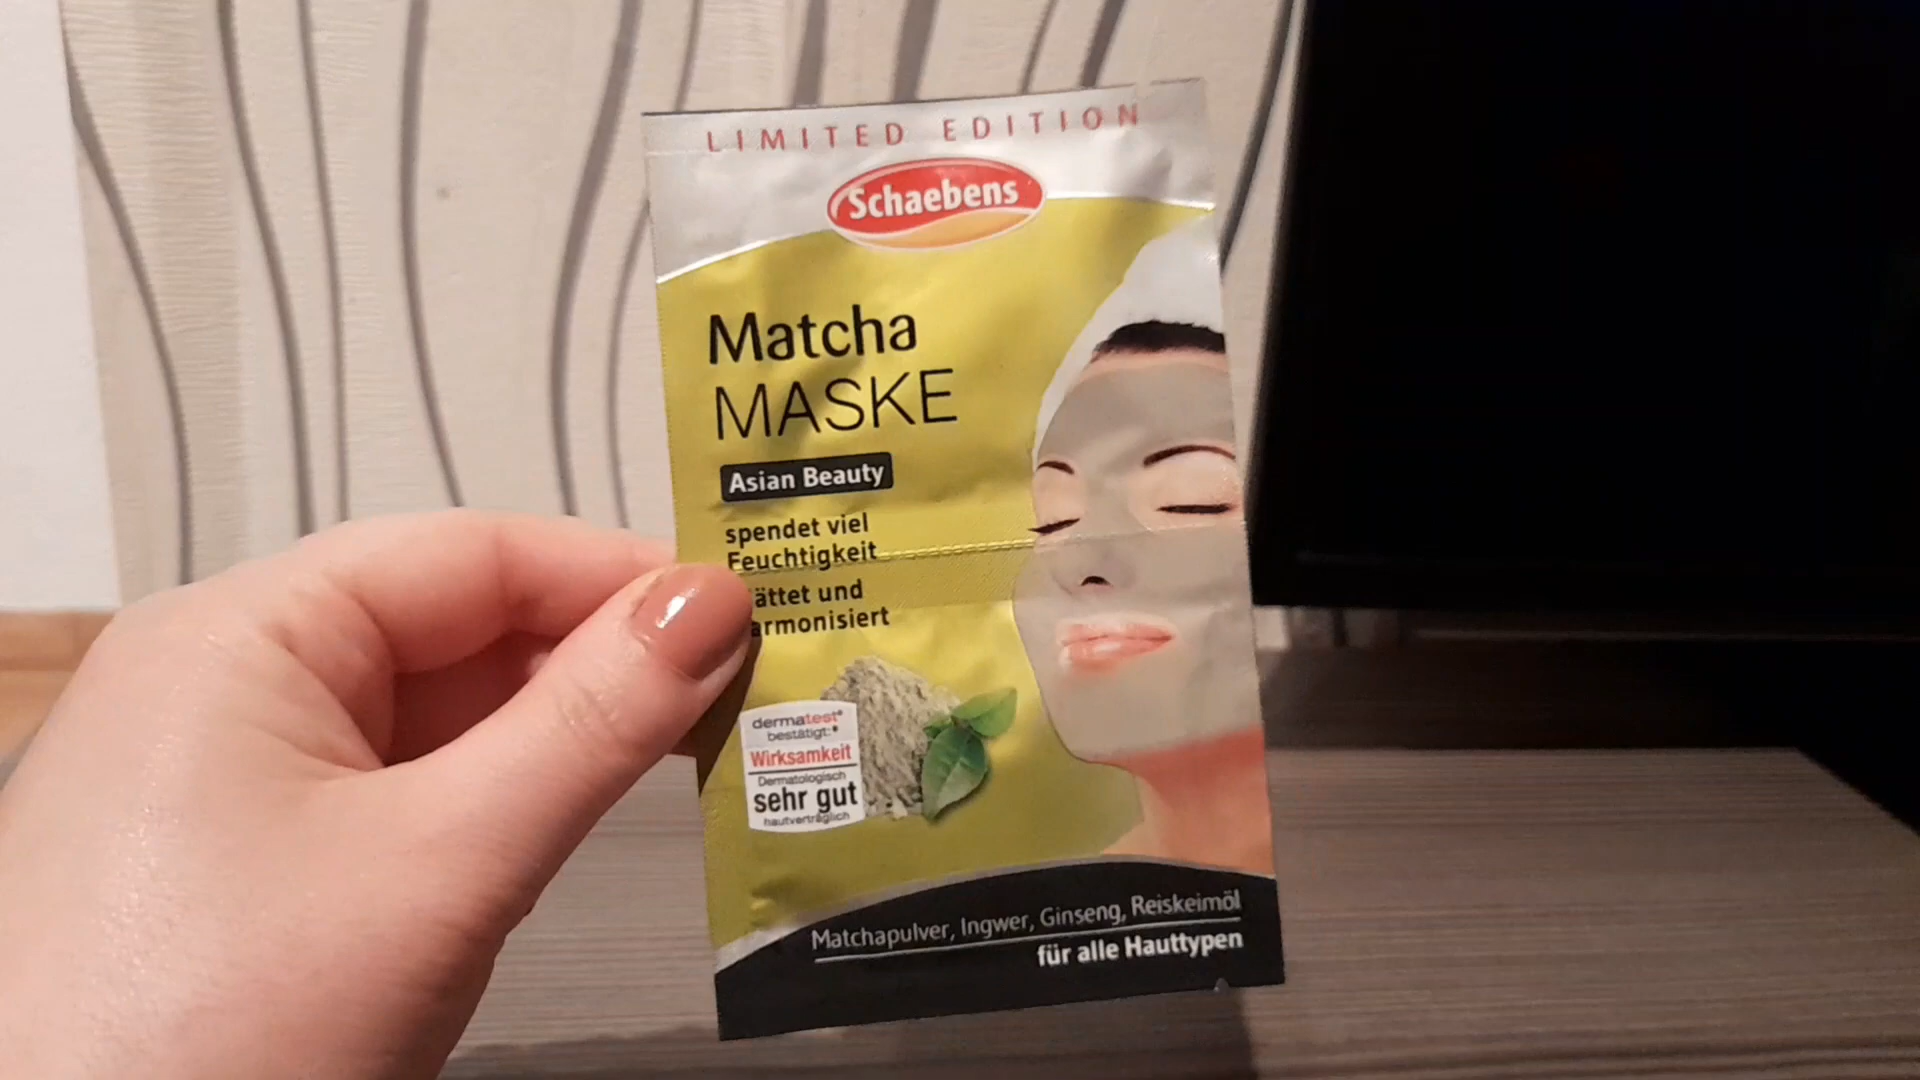 LIMITED EDITION
Schaebens
Matcha
MASKE
Asian Beauty
spendet viel
Feuchtigkeit
ättet und
armonisiert
dermatest®
bestätigt:*
Wirksamkeit
Dermatologisch
sehr gut
hautverträglich
Matchapulver, Ingwer, Ginseng, Reiskeimöl
für alle Hauttypen